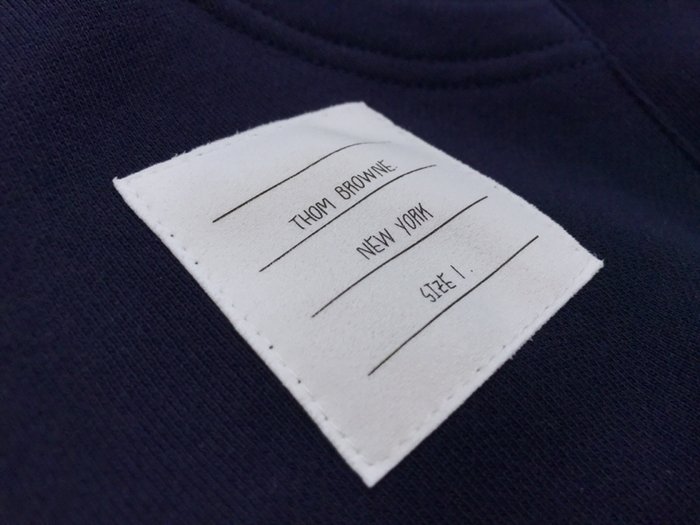 THOM BROWNE
NEW YORK
SIZE 1.